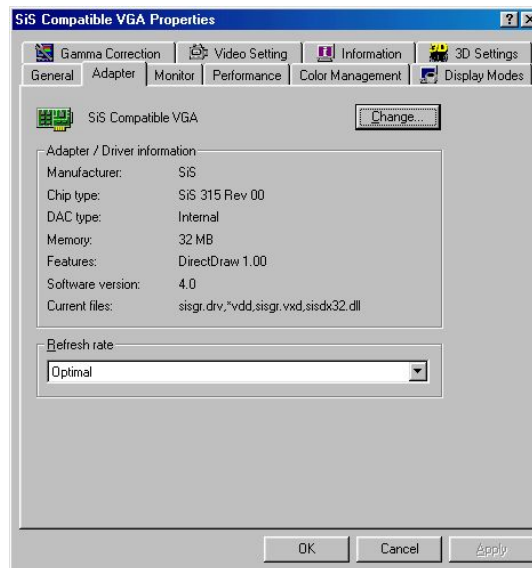 SiS Compatible VGA Properties
Gamma Correction Video Setting Information 3D Settings
General Adapter Monitor Performance Color Management Display Modes
SiS Compatible VGA Change...
Adapter / Driver information
Manufacturer: SiS
Chip type: SiS 315 Rev 00
DAC type: Internal
Memory: 32 MB
Features: DirectDraw 1.00
Software version: 4.0
Current files: sisgr.drv,*vdd,sisgr.vxd,sisdx32.dll
Refresh rate
Optimal
OK Cancel Apply